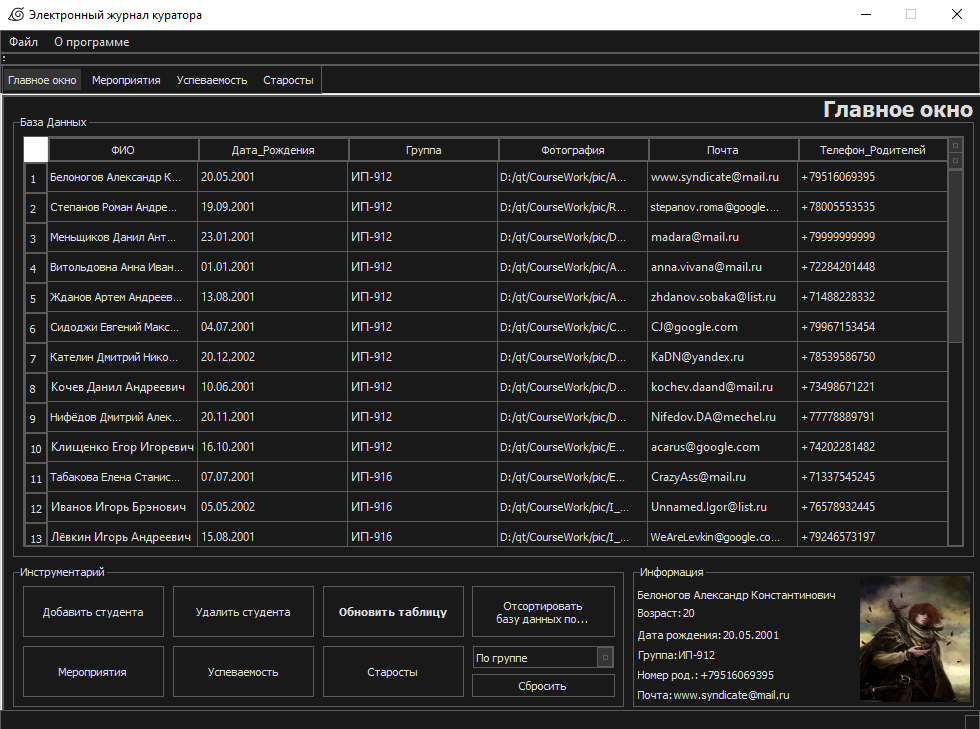 Электронный журнал куратора
Файл О программе
Главное окно Мероприятия Успеваемость Старосты
Главное окно
База Данных
ФИО Дата_Рождения Группа Фотография Почта Телефон_Родителей
1 Белоногов Александр К... 20.05.2001 ИП-912 D:/qt/CourseWork/pic/A... www.syndicate@mail.ru +79516069395
2 Степанов Роман Андре... 19.09.2001 ИП-912 D:/qt/CourseWork/pic/R... stepanov.roma@google.... +78005553535
3 Меньщиков Данил Ант... 23.01.2001 ИП-912 D:/qt/CourseWork/pic/D... madara@mail.ru +79999999999
4 Витольдовна Анна Иван... 01.01.2001 ИП-912 D:/qt/CourseWork/pic/A... anna.vivana@mail.ru +72284201448
5 Жданов Артем Андреев... 13.08.2001 ИП-912 D:/qt/CourseWork/pic/A... zhdanov.sobaka@list.ru +71488228332
6 Сидоджи Евгений Макс... 04.07.2001 ИП-912 D:/qt/CourseWork/pic/C... CJ@google.com +79967153454
7 Кателин Дмитрий Нико... 20.12.2002 ИП-912 D:/qt/CourseWork/pic/D... KaDN@yandex.ru +78539586750
8 Кочев Данил Андреевич 10.06.2001 ИП-912 D:/qt/CourseWork/pic/D... kochev.daand@mail.ru +73498671221
9 Нифёдов Дмитрий Алек... 20.11.2001 ИП-912 D:/qt/CourseWork/pic/D... Nifedov.DA@mechel.ru +77778889791
10 Клищенко Егор Игоревич 16.10.2001 ИП-912 D:/qt/CourseWork/pic/E... acarus@google.com +74202281482
11 Табакова Елена Станис... 07.07.2001 ИП-916 D:/qt/CourseWork/pic/E... CrazyAss@mail.ru +71337545245
12 Иванов Игорь Брэнович 05.05.2002 ИП-916 D:/qt/CourseWork/pic/I_... Unnamed.Igor@list.ru +76578932445
13 Лёвкин Игорь Андреевич 15.08.2001 ИП-916 D:/qt/CourseWork/pic/I_... WeAreLevkin@google.co... +79246573197
Инструментарий
Добавить студента Удалить студента Обновить таблицу Отсортировать
базу данных по...
По группе
Мероприятия Успеваемость Старосты
Сбросить
Информация
Белоногов Александр Константинович
Возраст: 20
Дата рождения: 20.05.2001
Группа: ИП-912
Номер род.: +79516069395
Почта: www.syndicate@mail.ru